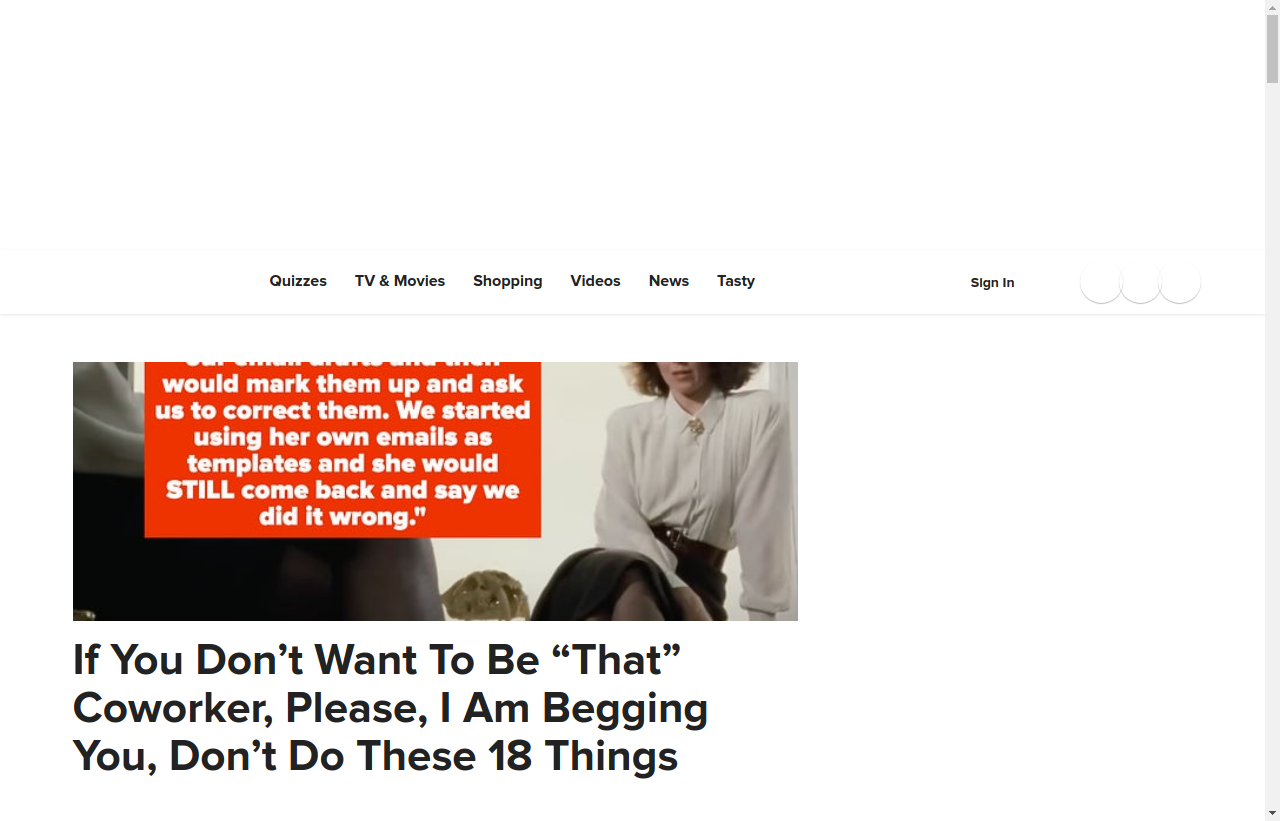 Quizzes TV & Movies Shopping Videos News Tasty Sign In
would mark them up and ask
us to correct them. We started
using her own emails as
templates and she would
STILL come back and say we
did it wrong."
If You Don’t Want To Be “That”
Coworker, Please, I Am Begging
You, Don’t Do These 18 Things